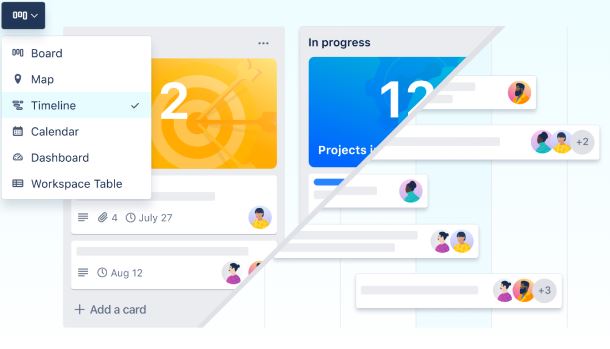 Board
Map
Timeline
Calendar
Dashboard
Workspace Table
2
4
July 27
Aug 12
Add a card
In progress
12
Projects
+2
+3